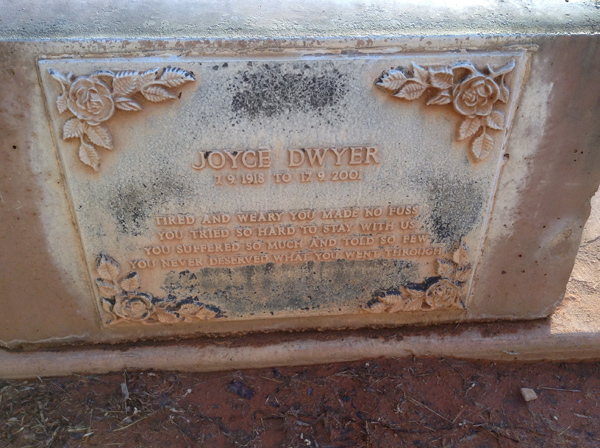 JOYCE DWYER
2.9.1918 TO 17.9.2001
TIRED AND WEARY YOU MADE NO FUSS
YOU TRIED SO HARD TO STAY WITH US
YOU SUFFERED SO MUCH AND TOLD SO FEW
YOU NEVER DESERVED WHAT YOU WENT THROUGH